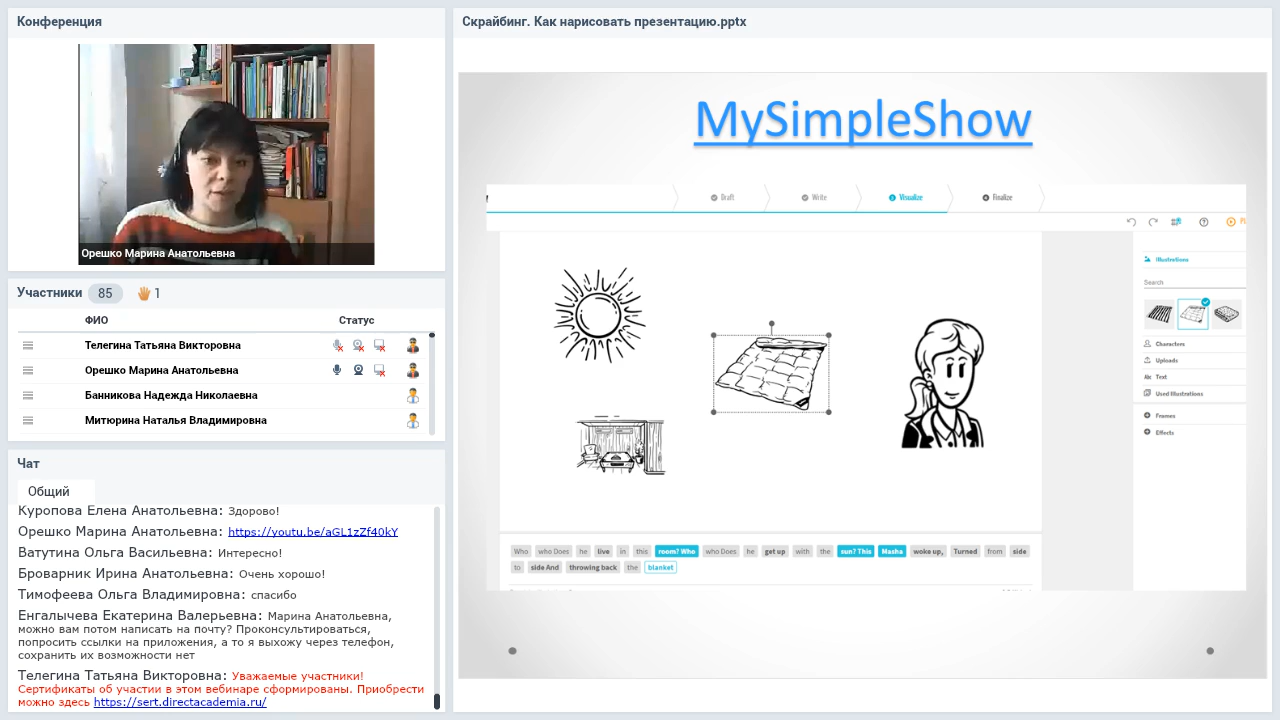 Конференция
Орешко Марина Анатольевна
Участники 85 1
ФИО Статус
Телегина Татьяна Викторовна
Орешко Марина Анатольевна
Банникова Надежда Николаевна
Митюрина Наталья Владимировна
Чат
Общий
Куропова Елена Анатольевна: Здорово!
Орешко Марина Анатольевна: https://youtu.be/aGL1zZf40kY
Ватутина Ольга Васильевна: Интересно!
Броварник Ирина Анатольевна: Очень хорошо!
Тимофеева Ольга Владимировна: спасибо
Енгалычева Екатерина Валерьевна: Марина Анатольевна,
можно вам потом написать на почту? Проконсультироваться,
попросить ссылки на приложения, а то я выхожу через телефон,
сохранить их возможности нет
Телегина Татьяна Викторовна: Уважаемые участники!
Сертификаты об участии в этом вебинаре сформированы. Приобрести
можно здесь https://sert.directacademia.ru/
Скрайбинг. Как нарисовать презентацию.pptx
MySimpleShow
Draft Write Visualize Finalize
Illustrations
Search
Characters
Uploads
Abc Text
Used Illustrations
Frames
Effects
Who who Does he live in this room? Who who Does he get up with the sun? This Masha woke up, Turned from side
to side And throwing back the blanket